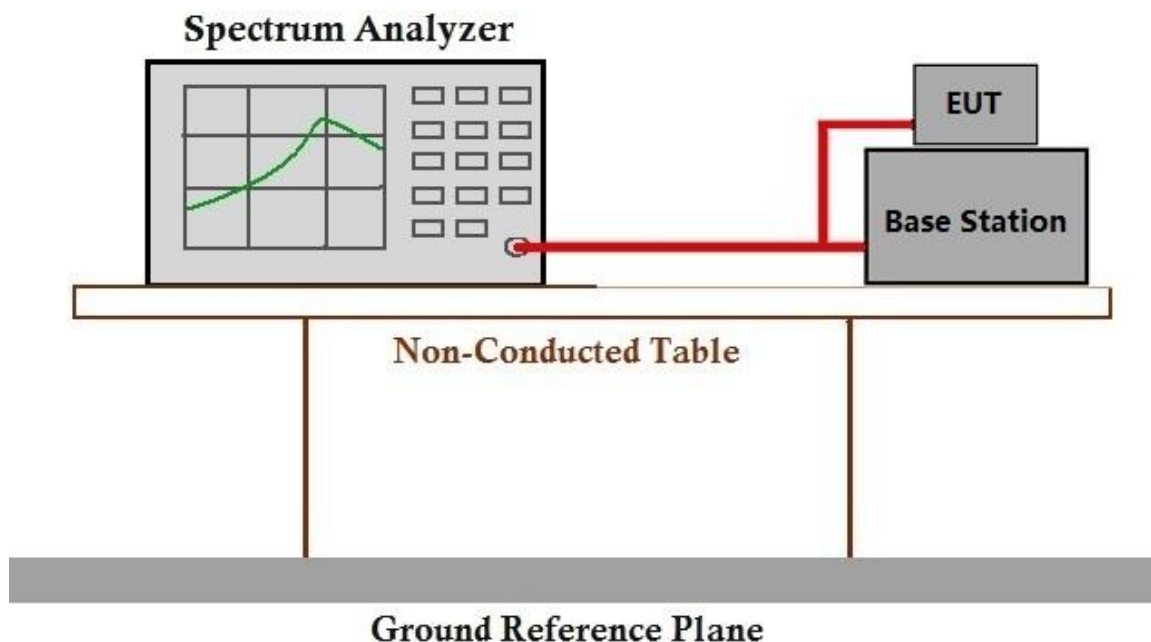 Spectrum Analyzer
EUT
Base Station
Non-Conducted Table
Ground Reference Plane